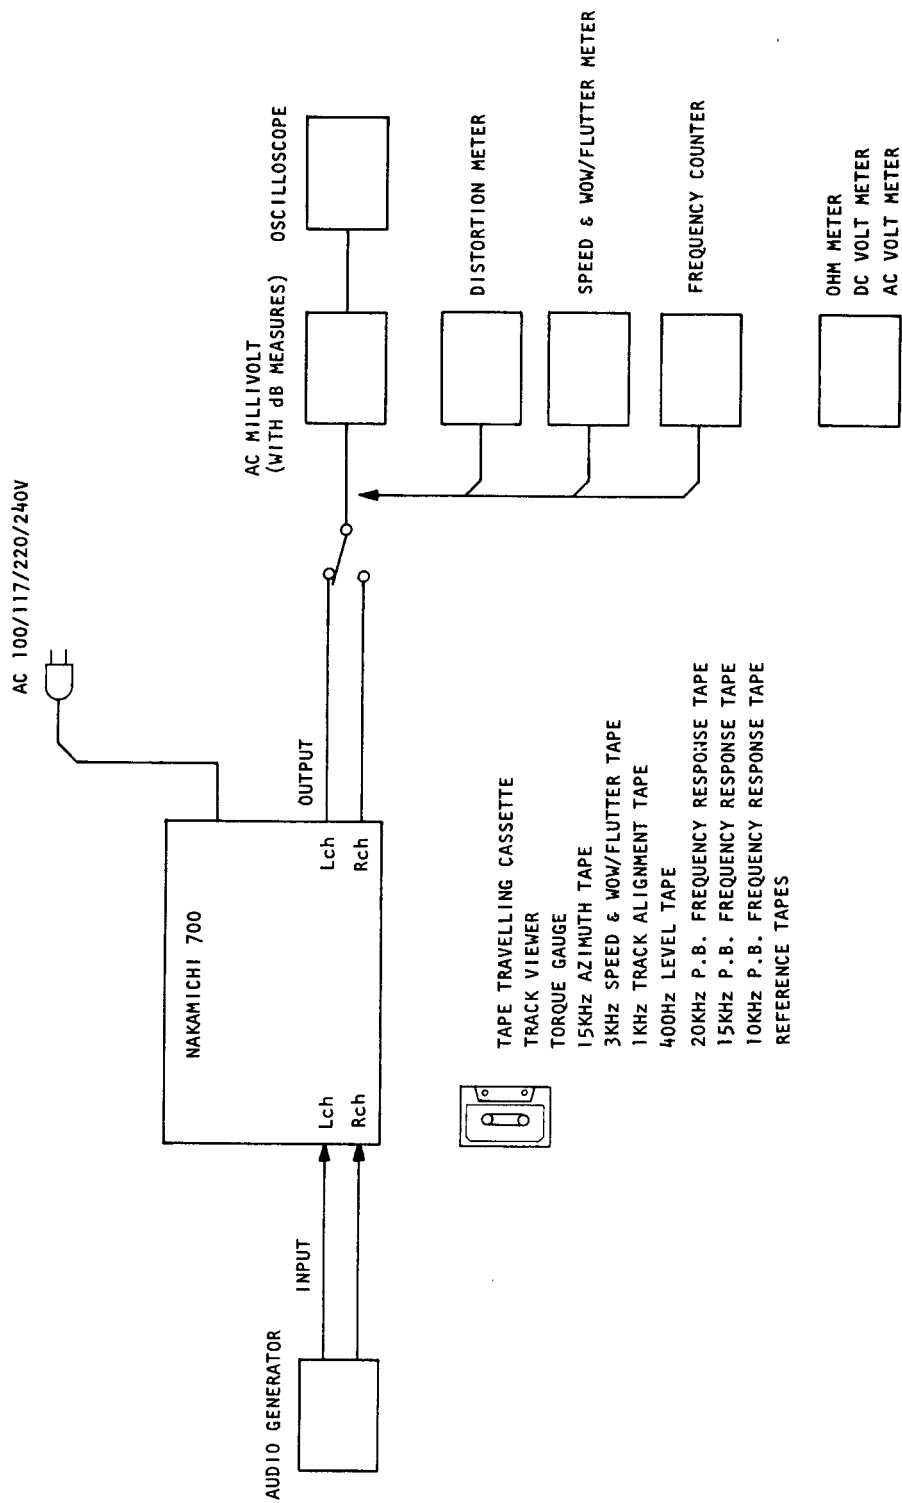 AC 100/117/220/240V
AUDIO GENERATOR
INPUT
NAKAMICHI 700
Lch
Rch
Lch
Rch
OUTPUT
AC MILLIVOLT
(WITH dB MEASURES)
OSCILLOSCOPE
DISTORTION METER
SPEED & WOW/FLUTTER METER
FREQUENCY COUNTER
OHM METER
DC VOLT METER
AC VOLT METER
TAPE TRAVELLING CASSETTE
TRACK VIEWER
TORQUE GAUGE
15KHz AZIMUTH TAPE
3KHz SPEED & WOW/FLUTTER TAPE
1KHz TRACK ALIGNMENT TAPE
400Hz LEVEL TAPE
20KHz P.B. FREQUENCY RESPONSE TAPE
15KHz P.B. FREQUENCY RESPONSE TAPE
10KHz P.B. FREQUENCY RESPONSE TAPE
REFERENCE TAPES